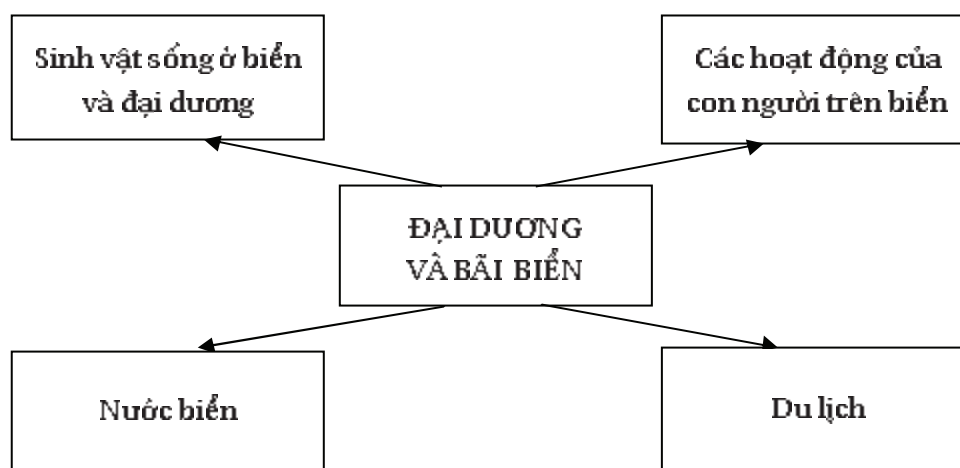 Sinh vật sống ở biển
và đại dương
Các hoạt động của
con người trên biển
ĐẠI DƯƠNG
VÀ BÃI BIỂN
Nước biển
Du lịch